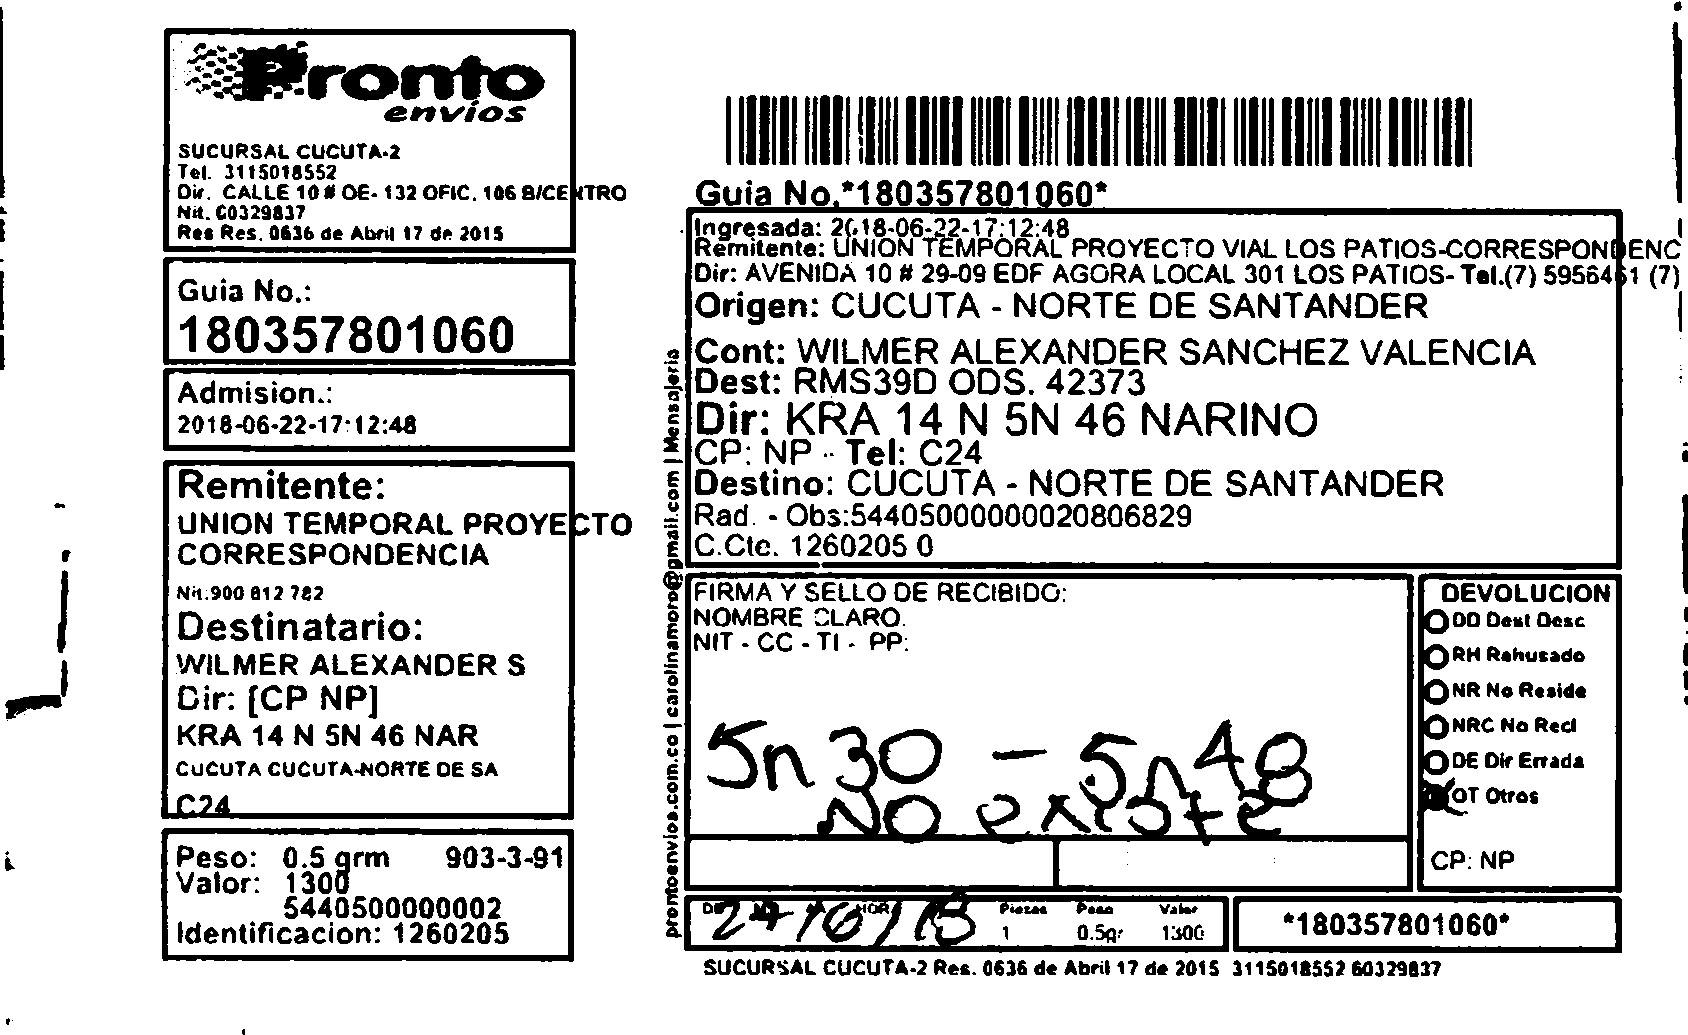 Pronto
envíos
SUCURSAL CUCUTA-2
Tel. 3115018552
Dir. CALLE 10 # OE- 132 OFIC. 106 B/CENTRO
Nit. 60329837
Res Res. 0636 de Abril 17 de 2015
Guia No.:
180357801060
Admision.:
2018-06-22-17:12:48
Remitente:
UNION TEMPORAL PROYECTO
CORRESPONDENCIA
Nit:900 812 782
Destinatario:
WILMER ALEXANDER S
Dir: [CP NP]
KRA 14 N 5N 46 NAR
CUCUTA CUCUTA-NORTE DE SA
C24
Peso: 0.5 grm 903-3-91
Valor: 1300
5440500000002
Identificacion: 1260205
prontoenvios.com.co | carolinamoro@gmail.com | Mensajeria
Guia No.*180357801060*
Ingresada: 2018-06-22-17:12:48
Remitente: UNION TEMPORAL PROYECTO VIAL LOS PATIOS-CORRESPONDENC
Dir: AVENIDA 10 # 29-09 EDF AGORA LOCAL 301 LOS PATIOS- Tel.(7) 5956461 (7)
Origen: CUCUTA - NORTE DE SANTANDER
Cont: WILMER ALEXANDER SANCHEZ VALENCIA
Dest: RMS39D ODS. 42373
Dir: KRA 14 N 5N 46 NARINO
CP: NP - Tel: C24
Destino: CUCUTA - NORTE DE SANTANDER
Rad. - Obs:54405000000020806829
C.Cte. 1260205 0
FIRMA Y SELLO DE RECIBIDO:
NOMBRE CLARO.
NIT - CC - TI - PP:
5n30 - 5n48
No existe
DEVOLUCION
DD Dest Desc
RH Rahusado
NR No Reside
NRC No Recl
DE Dir Errada
OT Otros
CP: NP
HOR Piezas Peso Valor
27/6/18 1 0.5gr 1300
*180357801060*
SUCURSAL CUCUTA-2 Res. 0636 de Abril 17 de 2015 3115018552 60329837